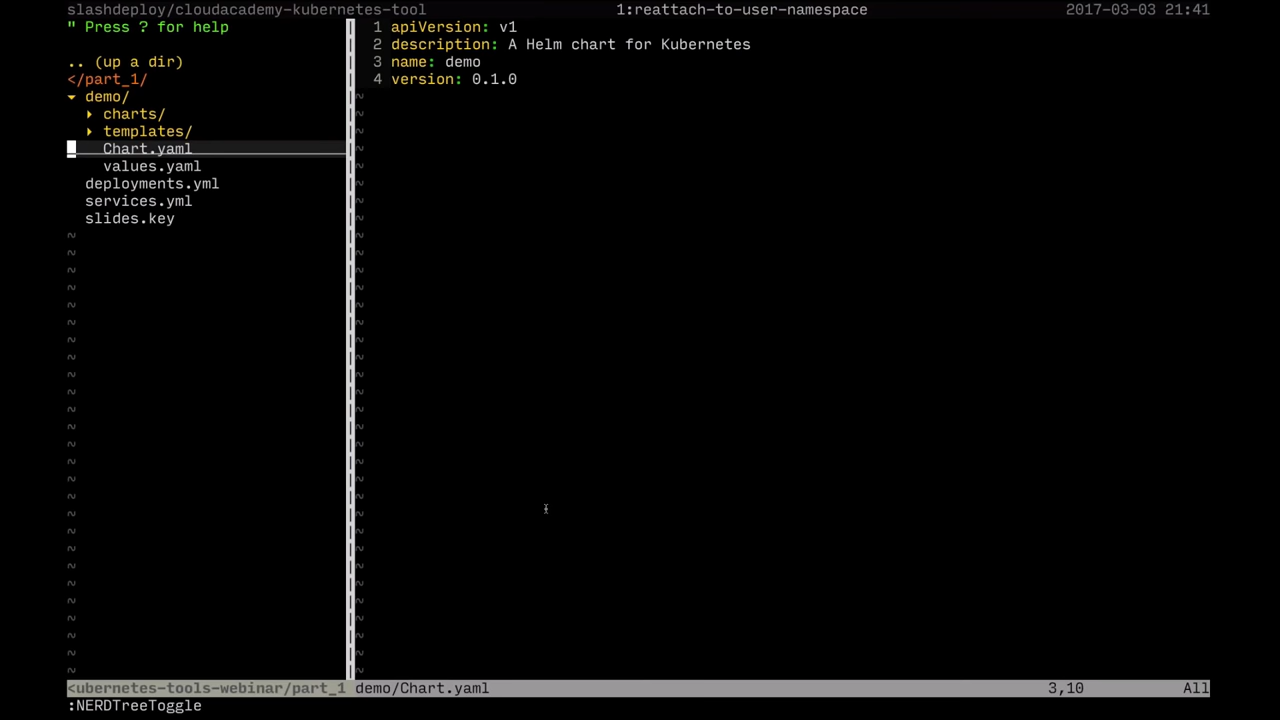 slashdeploy/cloudacademy-kubernetes-tool 1:reattach-to-user-namespace 2017-03-03 21:41
" Press ? for help
.. (up a dir)
</part_1/
▾ demo/
▸ charts/
▸ templates/
Chart.yaml
values.yaml
deployments.yml
services.yml
slides.key
1 apiVersion: v1
2 description: A Helm chart for Kubernetes
3 name: demo
4 version: 0.1.0
<ubernetes-tools-webinar/part_1 demo/Chart.yaml 3,10 All
:NERDTreeToggle